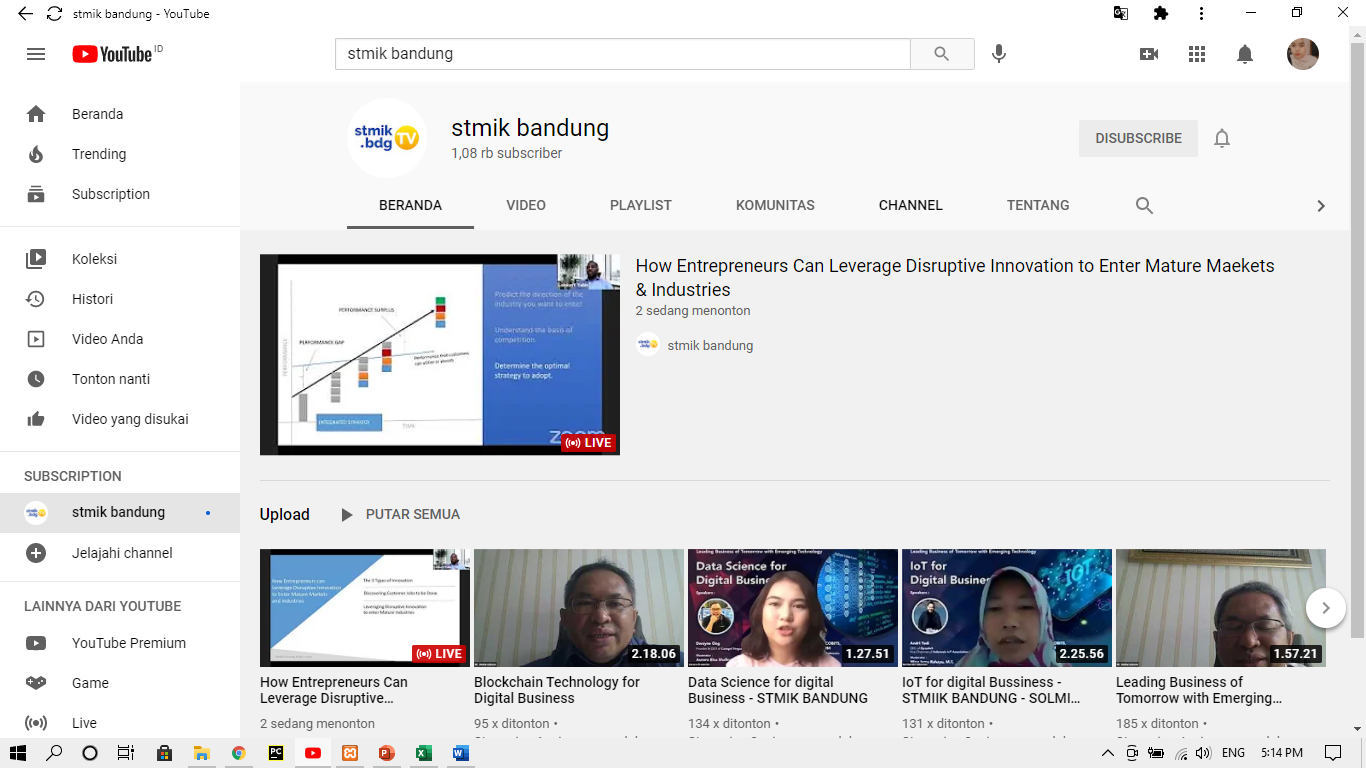 stmik bandung - YouTube
YouTube ID
stmik bandung
Beranda
Trending
Subscription
Koleksi
Histori
Video Anda
Tonton nanti
Video yang disukai
SUBSCRIPTION
stmik bandung
Jelajahi channel
LAINNYA DARI YOUTUBE
YouTube Premium
Game
Live
stmik
.bdg TV
stmik bandung
1,08 rb subscriber
DISUBSCRIBE
BERANDA VIDEO PLAYLIST KOMUNITAS CHANNEL TENTANG
PERFORMANCE SURPLUS
PERFORMANCE GAP
PERFORMANCE
Performance that customers
can utilize or absorb
TIME
Predict the direction of the
industry you want to enter
Understand the basis of
competition.
Determine the optimal
strategy to adopt.
zoom
LIVE
How Entrepreneurs Can Leverage Disruptive Innovation to Enter Mature Maekets
& Industries
2 sedang menonton
stmik bandung
Upload PUTAR SEMUA
How Entrepreneurs can
Leverage Disruptive Innovation
to Enter Mature Markets
and Industries
The 3 Types of Innovation
Discovering Customer Jobs to be Done
Leveraging Disruptive Innovation
to enter Mature Industries
LIVE
How Entrepreneurs Can
Leverage Disruptive...
2 sedang menonton
2.18.06
Blockchain Technology for
Digital Business
95 x ditonton •
Leading Business of Tomorrow with Emerging Technology
Data Science for
Digital Business
Speakers :
Dwayne Ong
1.27.51
Data Science for digital
Business - STMIK BANDUNG
134 x ditonton •
Leading Business of Tomorrow with Emerging Technology
IoT for
Digital Busines
Speakers :
IOT
Andri Yadi
2.25.56
IoT for digital Bussiness -
STMIIK BANDUNG - SOLMI...
131 x ditonton •
1.57.21
Leading Business of
Tomorrow with Emerging...
185 x ditonton •
PC
ENG 5:14 PM